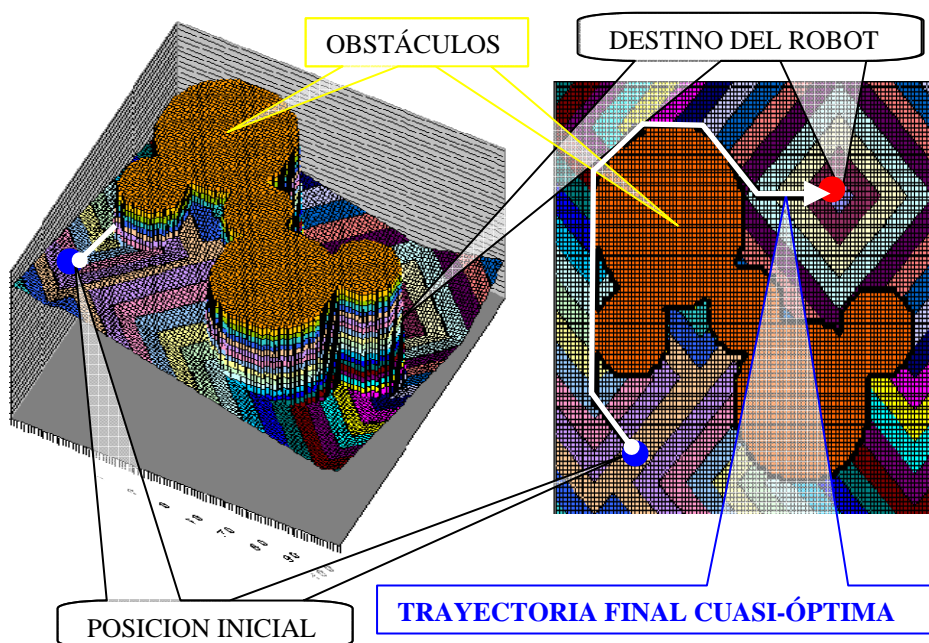 OBSTÁCULOS
DESTINO DEL ROBOT
TRAYECTORIA FINAL CUASI-ÓPTIMA
POSICION INICIAL